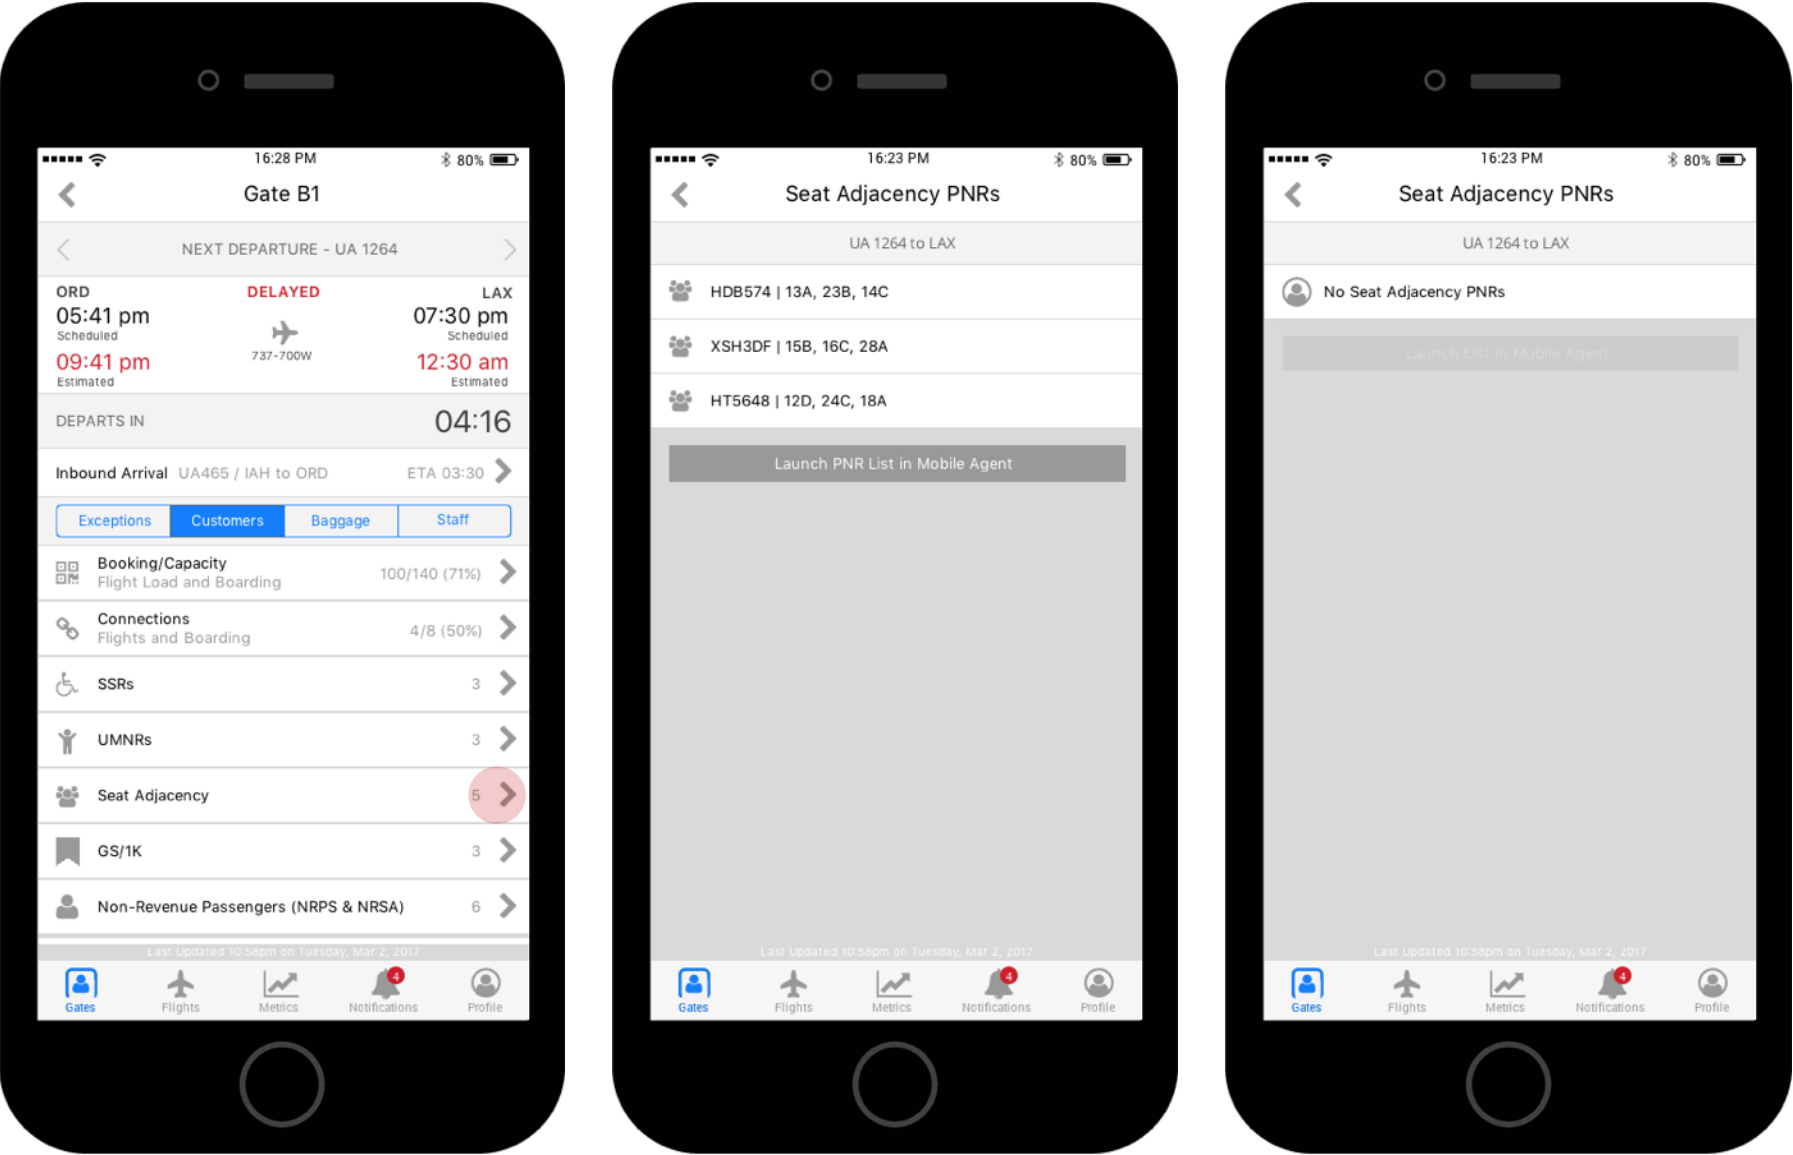 16:28 PM
80%
Gate B1
NEXT DEPARTURE - UA 1264
ORD DELAYED LAX
05:41 pm 07:30 pm
Scheduled Scheduled
737-700W
09:41 pm 12:30 am
Estimated Estimated
DEPARTS IN 04:16
Inbound Arrival UA465 / IAH to ORD ETA 03:30
Exceptions Customers Baggage Staff
Booking/Capacity
Flight Load and Boarding 100/140 (71%)
Connections
Flights and Boarding 4/8 (50%)
SSRs 3
UMNRs 3
Seat Adjacency 5
GS/1K 3
Non-Revenue Passengers (NRPS & NRSA) 6
Last Updated 10:58pm on Tuesday, Mar 2, 2017
4
Gates Flights Metrics Notifications Profile
16:23 PM
80%
Seat Adjacency PNRs
UA 1264 to LAX
HDB574 | 13A, 23B, 14C
XSH3DF | 15B, 16C, 28A
HT5648 | 12D, 24C, 18A
Launch PNR List in Mobile Agent
Last Updated 10:58pm on Tuesday, Mar 2, 2017
4
Gates Flights Metrics Notifications Profile
16:23 PM
80%
Seat Adjacency PNRs
UA 1264 to LAX
No Seat Adjacency PNRs
Launch List in Mobile Agent
Last Updated 10:58pm on Tuesday, Mar 2, 2017
4
Gates Flights Metrics Notifications Profile